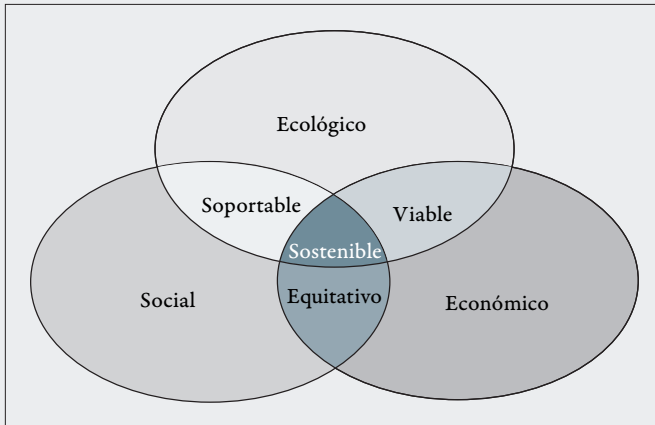 Ecológico
Soportable
Viable
Sostenible
Social
Equitativo
Económico